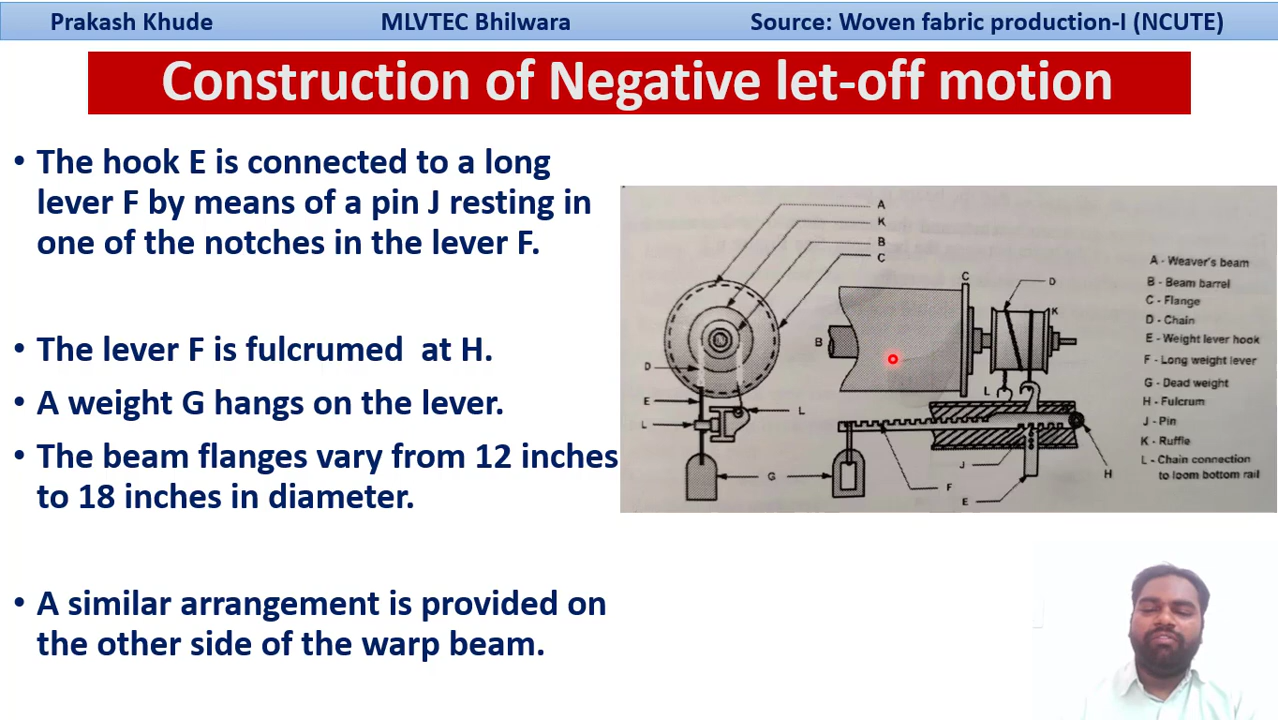 Prakash Khude MLVTEC Bhilwara Source: Woven fabric production-I (NCUTE)
Construction of Negative let-off motion
• The hook E is connected to a long
lever F by means of a pin J resting in
one of the notches in the lever F.
• The lever F is fulcrumed at H.
• A weight G hangs on the lever.
• The beam flanges vary from 12 inches
to 18 inches in diameter.
• A similar arrangement is provided on
the other side of the warp beam.
A
K
B
C
D
E
L
L
G
B
C
D
K
L
J
F
E
H
A - Weaver's beam
B - Beam barrel
C - Flange
D - Chain
E - Weight lever hook
F - Long weight lever
G - Dead weight
H - Fulcrum
J - Pin
K - Ruffle
L - Chain connection
to loom bottom rail